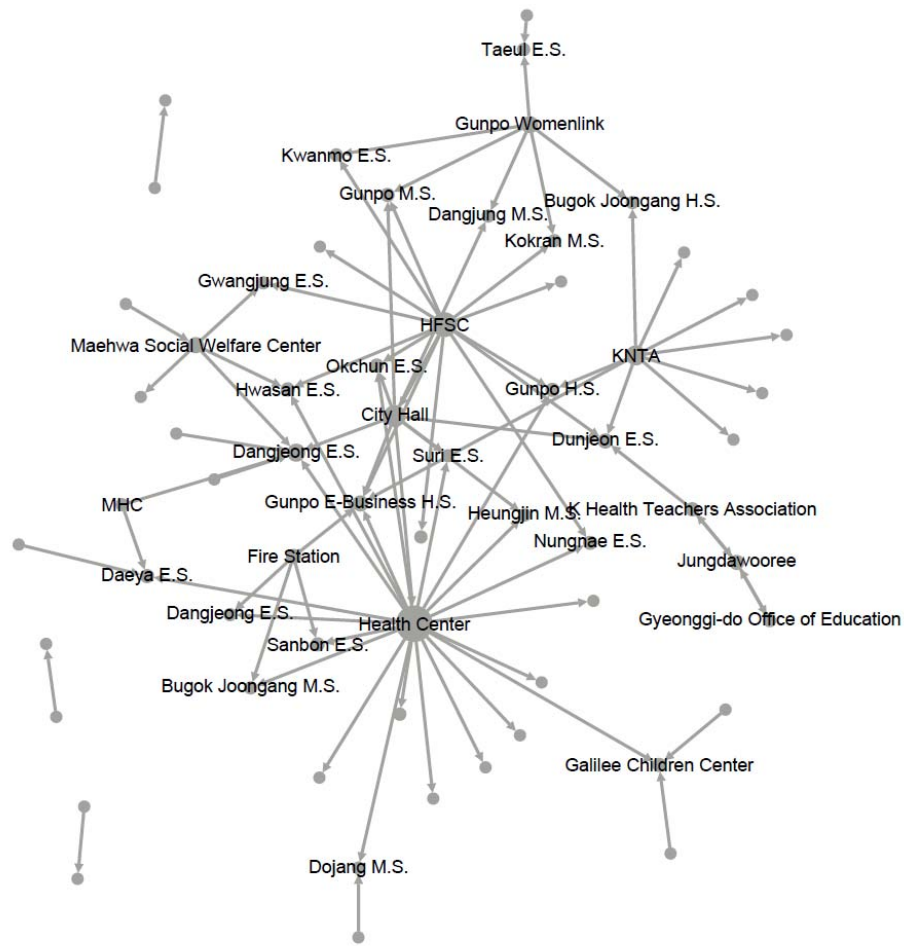 Taeul E.S.
Gunpo Womenlink
Kwanmo E.S.
Gunpo M.S.
Bugok Joongang H.S.
Dangjung M.S.
Kokran M.S.
Gwangjung E.S.
HFSC
Maehwa Social Welfare Center
KNTA
Okchun E.S.
Hwasan E.S.
Gunpo H.S.
City Hall
Dunjeon E.S.
Dangjeong E.S.
Suri E.S.
MHC
Gunpo E-Business H.S.
Heungjin M.S.
K Health Teachers Association
Nungnae E.S.
Fire Station
Jungdawooree
Daeya E.S.
Dangjeong E.S.
Gyeonggi-do Office of Education
Health Center
Sanbon E.S.
Bugok Joongang M.S.
Galilee Children Center
Dojang M.S.